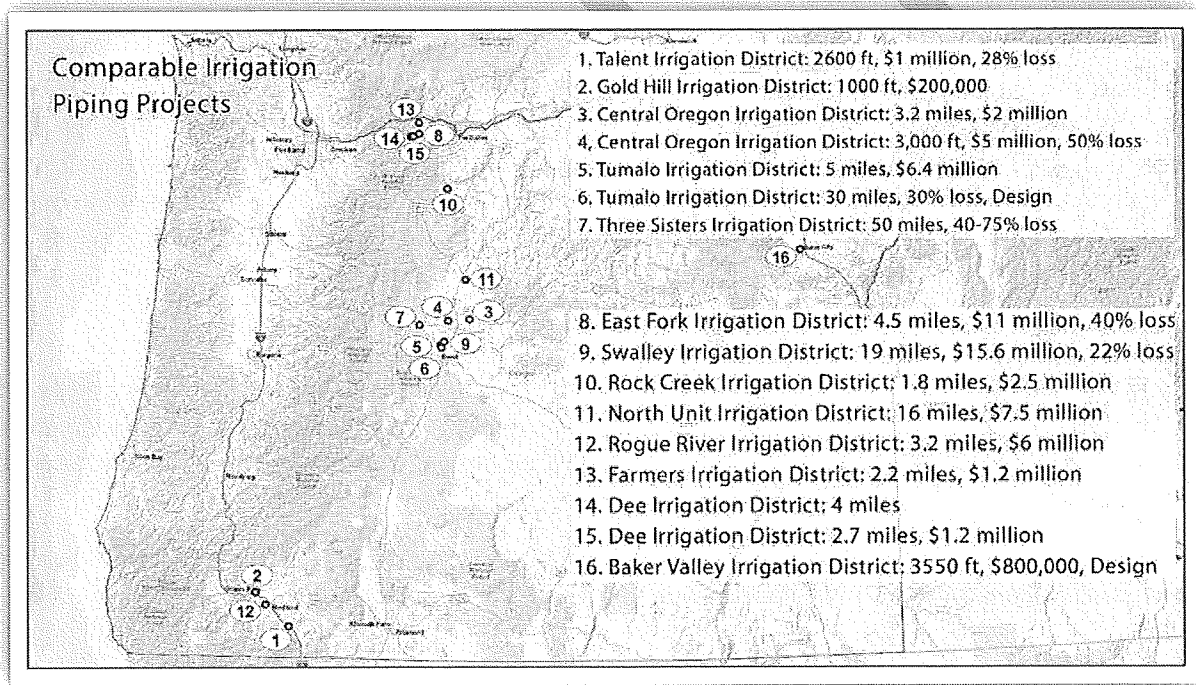 Comparable Irrigation
Piping Projects
1. Talent Irrigation District: 2600 ft, $1 million, 28% loss
2. Gold Hill Irrigation District: 1000 ft, $200,000
3. Central Oregon Irrigation District: 3.2 miles, $2 million
4, Central Oregon Irrigation District: 3,000 ft, $5 million, 50% loss
5. Tumalo Irrigation District: 5 miles, $6.4 million
6. Tumalo Irrigation District: 30 miles, 30% loss, Design
7. Three Sisters Irrigation District: 50 miles, 40-75% loss
8. East Fork Irrigation District: 4.5 miles, $11 million, 40% loss
9. Swalley Irrigation District: 19 miles, $15.6 million, 22% loss
10. Rock Creek Irrigation District: 1.8 miles, $2.5 million
11. North Unit Irrigation District: 16 miles, $7.5 million
12. Rogue River Irrigation District: 3.2 miles, $6 million
13. Farmers Irrigation District: 2.2 miles, $1.2 million
14. Dee Irrigation District: 4 miles
15. Dee Irrigation District: 2.7 miles, $1.2 million
16. Baker Valley Irrigation District: 3550 ft, $800,000, Design
13
14
8
15
10
16
11
4
3
7
5
9
6
2
12
1
Medford
Bend
Salem
Portland